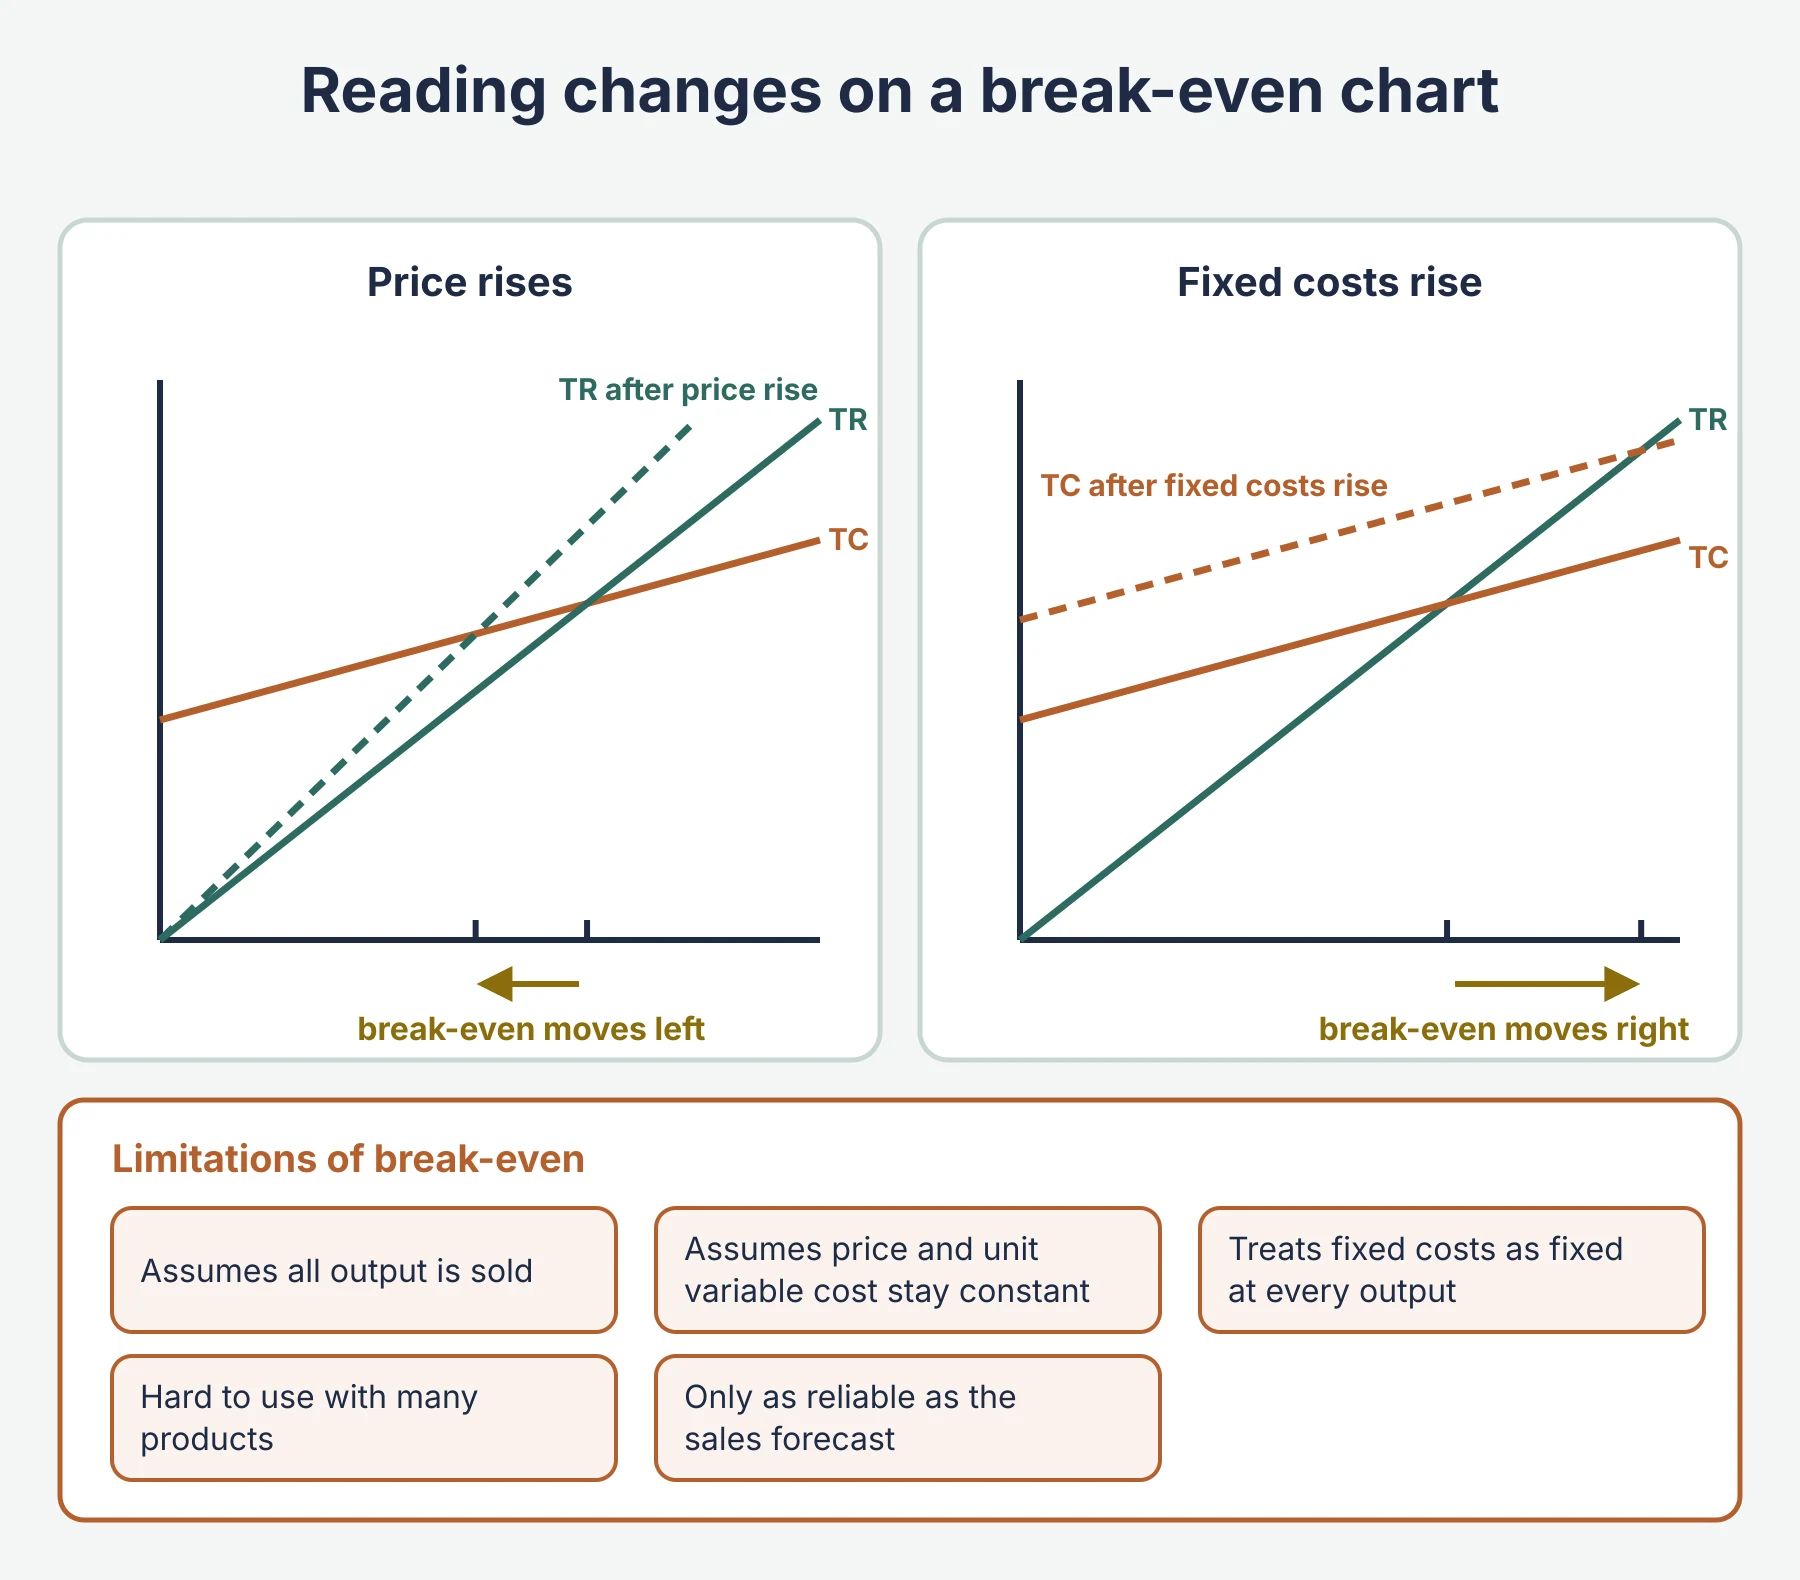 Reading changes on a break-even chart
Price rises
TR after price rise
TR
TC
break-even moves left
Fixed costs rise
TR
TC after fixed costs rise
TC
break-even moves right
Limitations of break-even
Assumes all output is sold
Assumes price and unit
variable cost stay constant
Treats fixed costs as fixed
at every output
Hard to use with many
products
Only as reliable as the
sales forecast